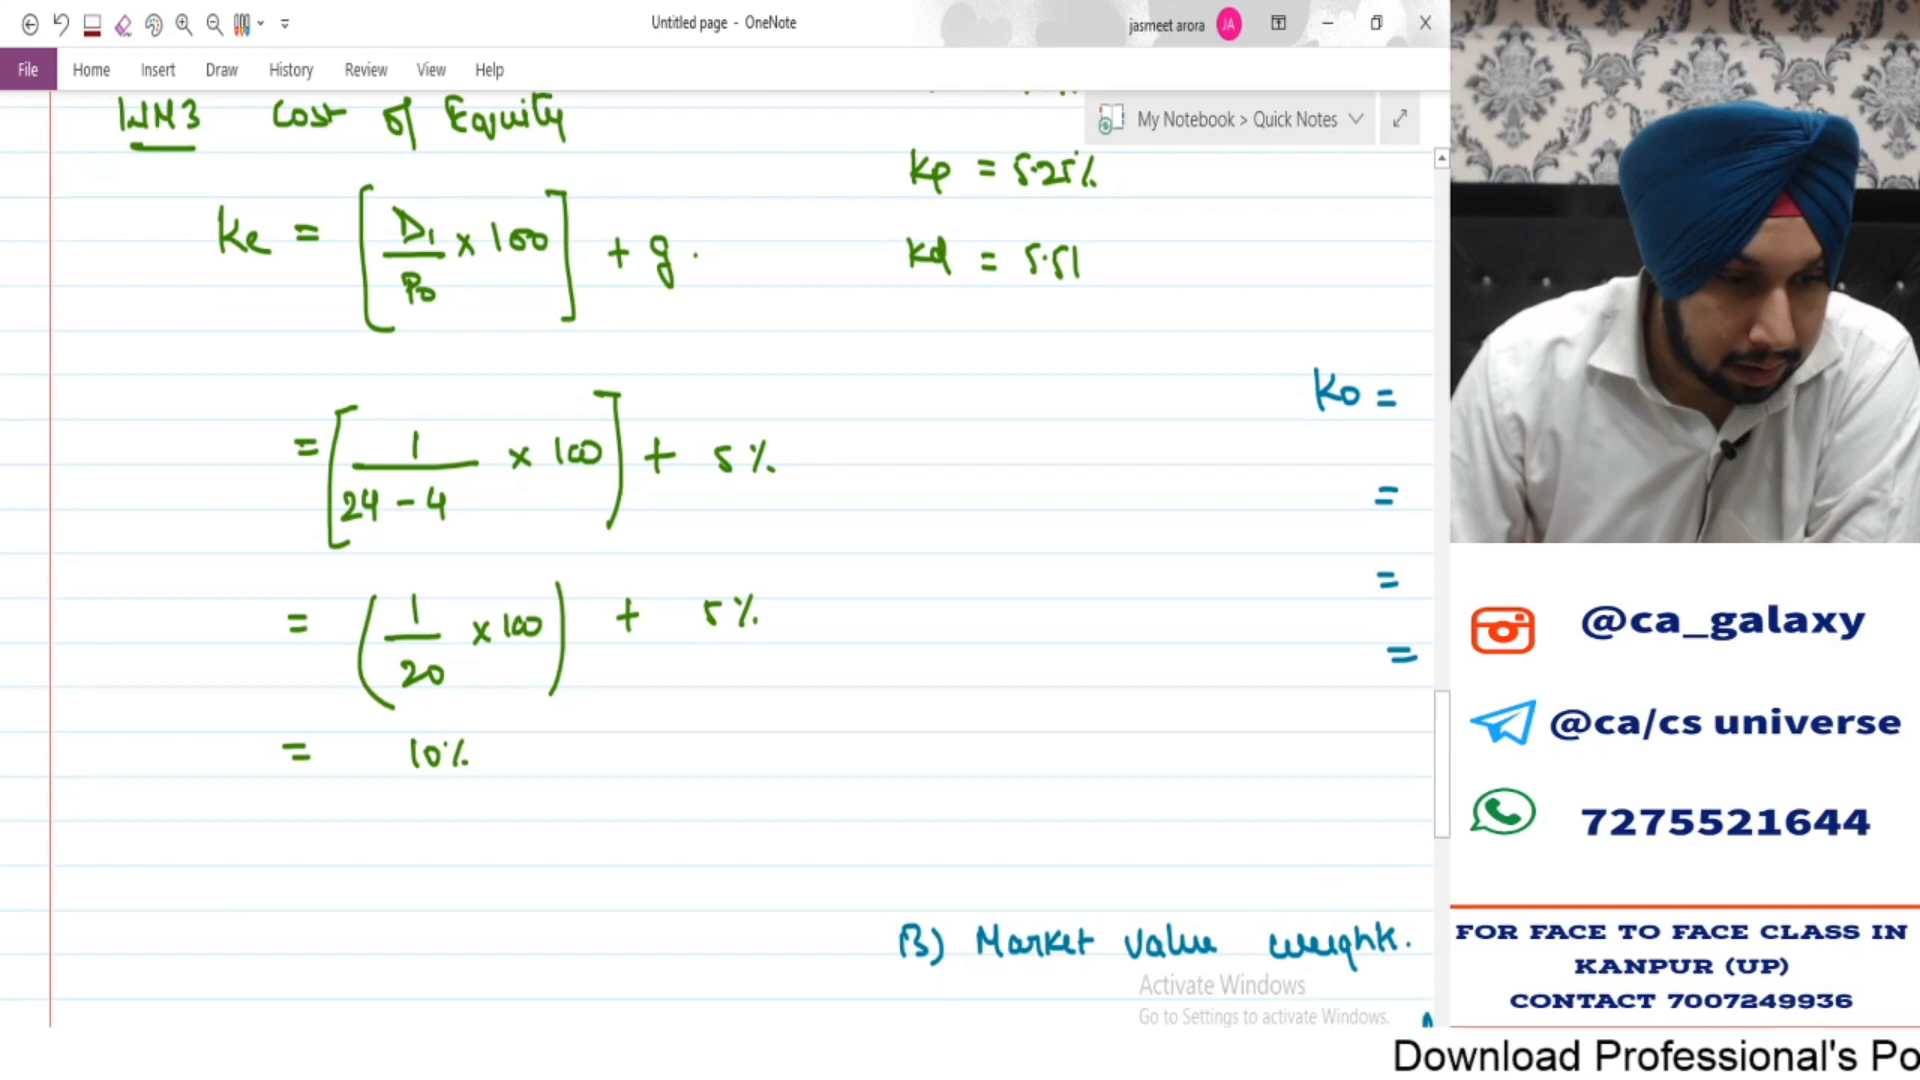 Untitled page - OneNote
jasmeet arora JA
File Home Insert Draw History Review View Help
My Notebook > Quick Notes
WN3 Cost of Equity
Ke = [D1/P0 × 100] + g.
= [1/24 - 4 × 100] + 5%
= (1/20 × 100) + 5%
= 10%
Kp = 5.25%
Kd = 5.51
Ko =
=
=
=
B) Market value weights.
Activate Windows
Go to Settings to activate Windows.
@ca_galaxy
@ca/cs universe
7275521644
FOR FACE TO FACE CLASS IN
KANPUR (UP)
CONTACT 7007249936
Download Professional's Po